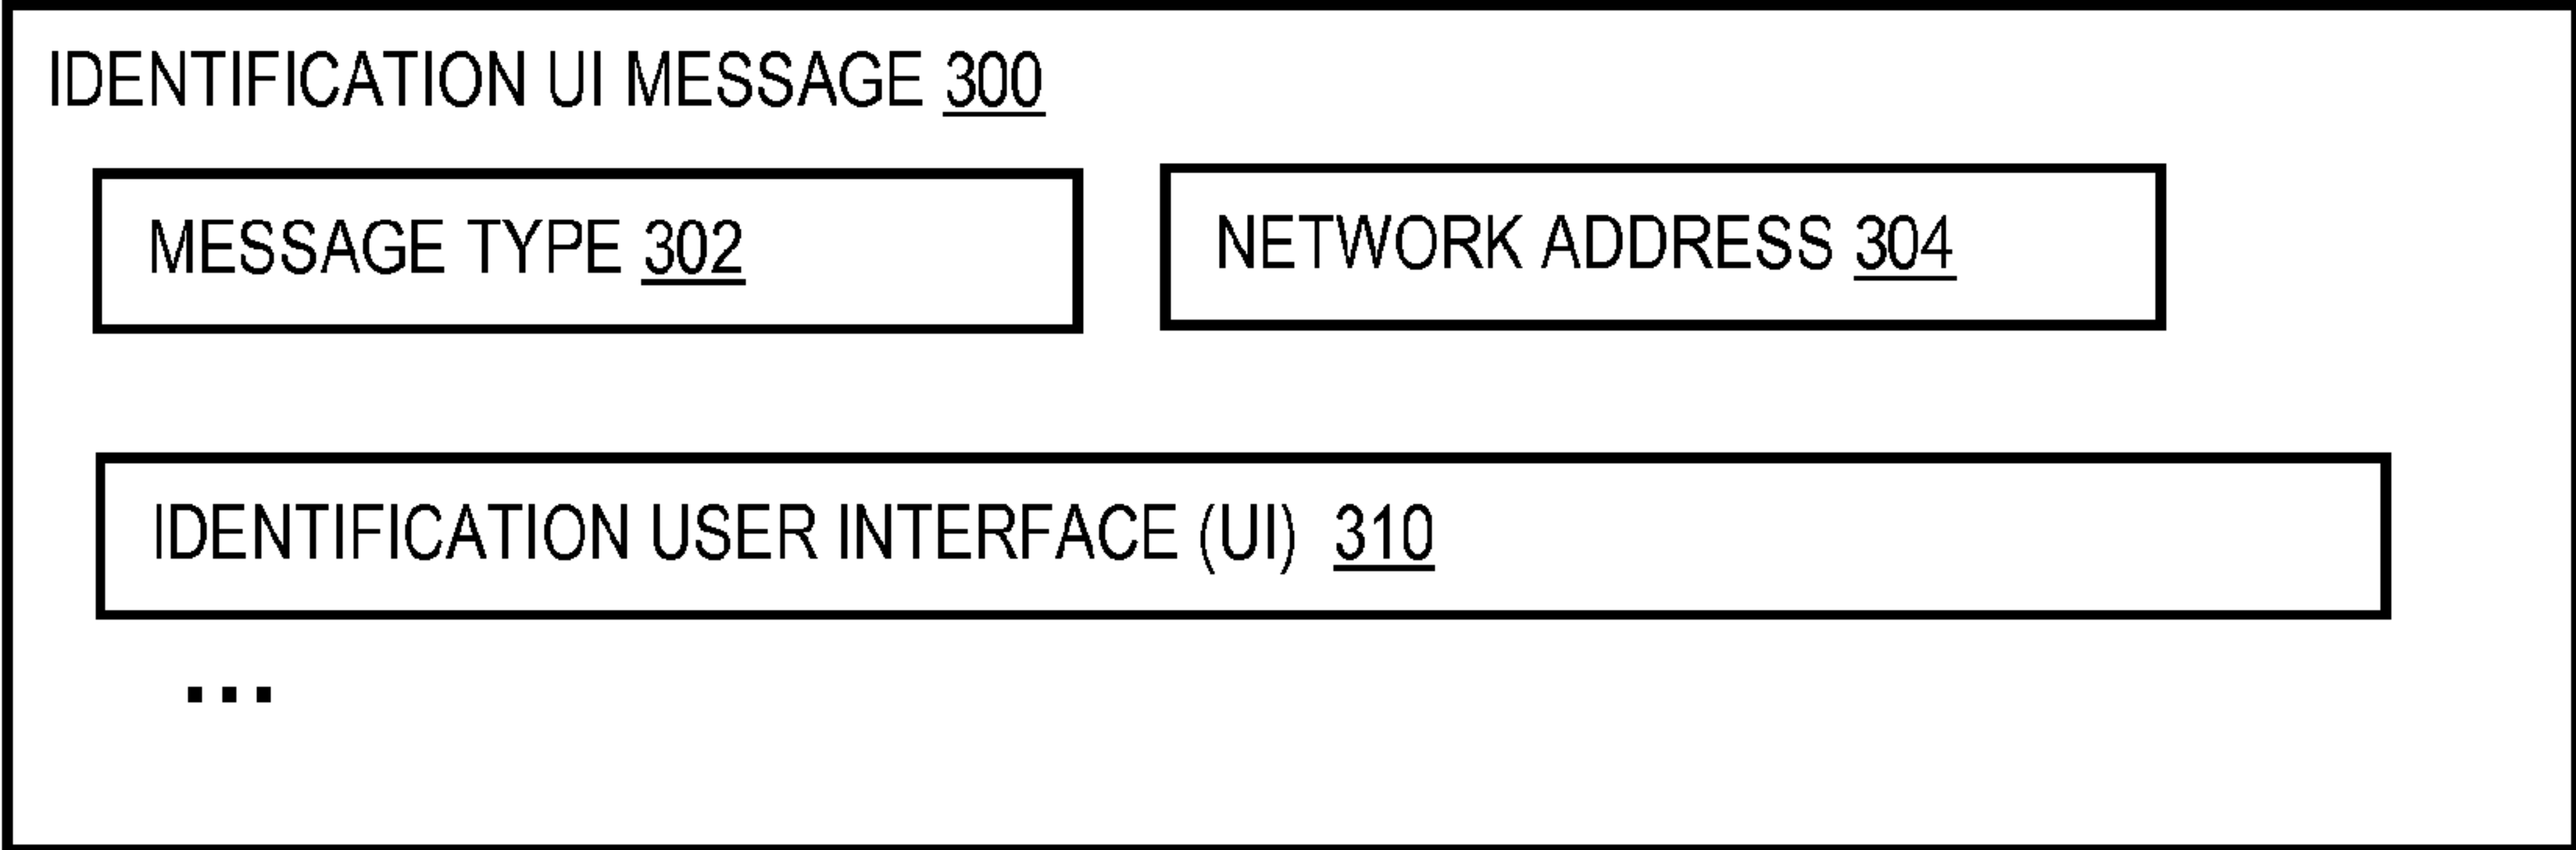 IDENTIFICATION UI MESSAGE 300
MESSAGE TYPE 302
NETWORK ADDRESS 304
IDENTIFICATION USER INTERFACE (UI) 310
...